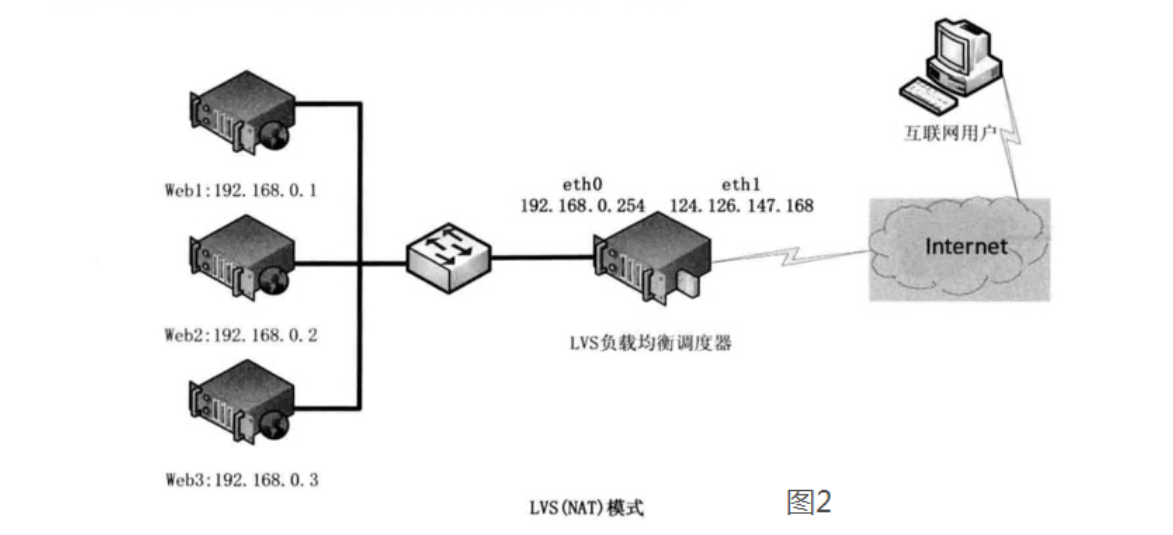 互联网用户
Web1:192.168.0.1
eth0
192.168.0.254
eth1
124.126.147.168
Internet
Web2:192.168.0.2
LVS负载均衡调度器
Web3:192.168.0.3
LVS(NAT)模式
图2